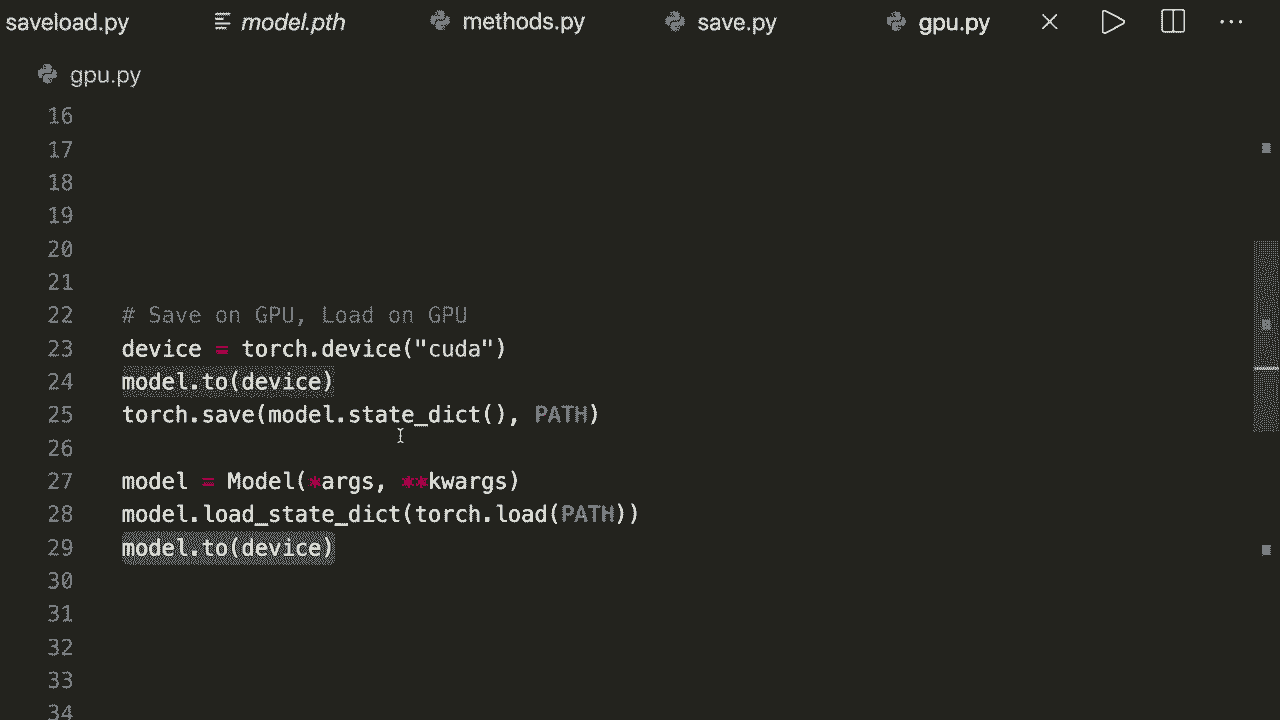 saveload.py model.pth methods.py save.py gpu.py
gpu.py
16
17
18
19
20
21
22 # Save on GPU, Load on GPU
23 device = torch.device("cuda")
24 model.to(device)
25 torch.save(model.state_dict(), PATH)
26
27 model = Model(*args, **kwargs)
28 model.load_state_dict(torch.load(PATH))
29 model.to(device)
30
31
32
33
34